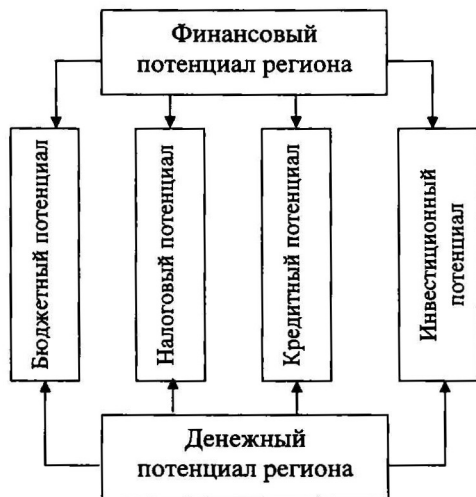 Финансовый
потенциал региона
Бюджетный потенциал
Налоговый потенциал
Кредитный потенциал
Инвестиционный
потенциал
Денежный
потенциал региона